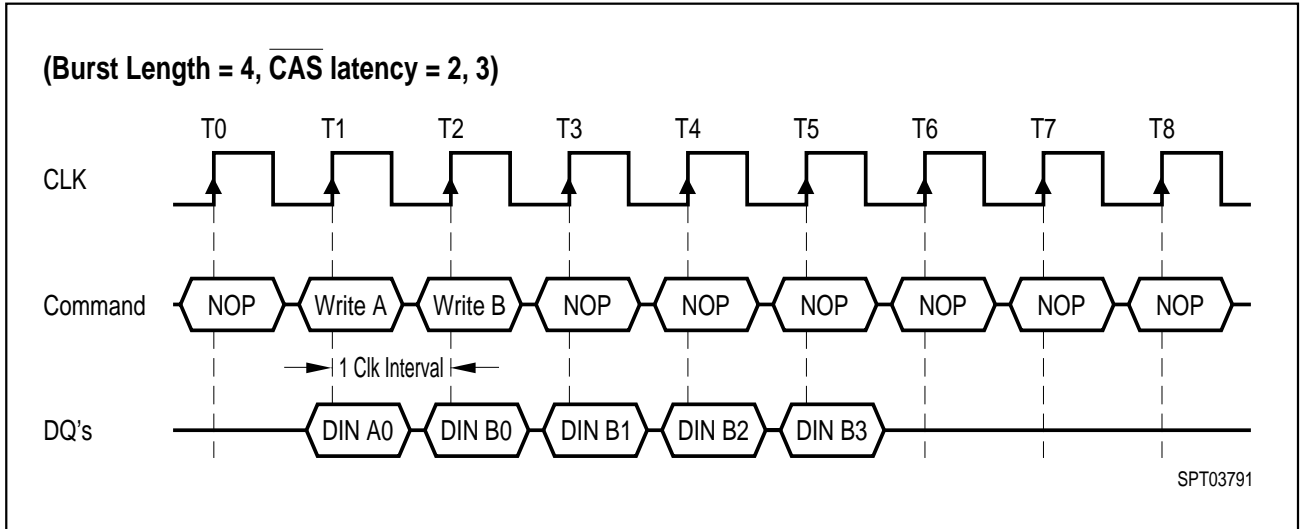 (Burst Length = 4, CAS latency = 2, 3)
T0 T1 T2 T3 T4 T5 T6 T7 T8
CLK
Command NOP Write A Write B NOP NOP NOP NOP NOP NOP
1 Clk Interval
DQ's DIN A0 DIN B0 DIN B1 DIN B2 DIN B3
SPT03791